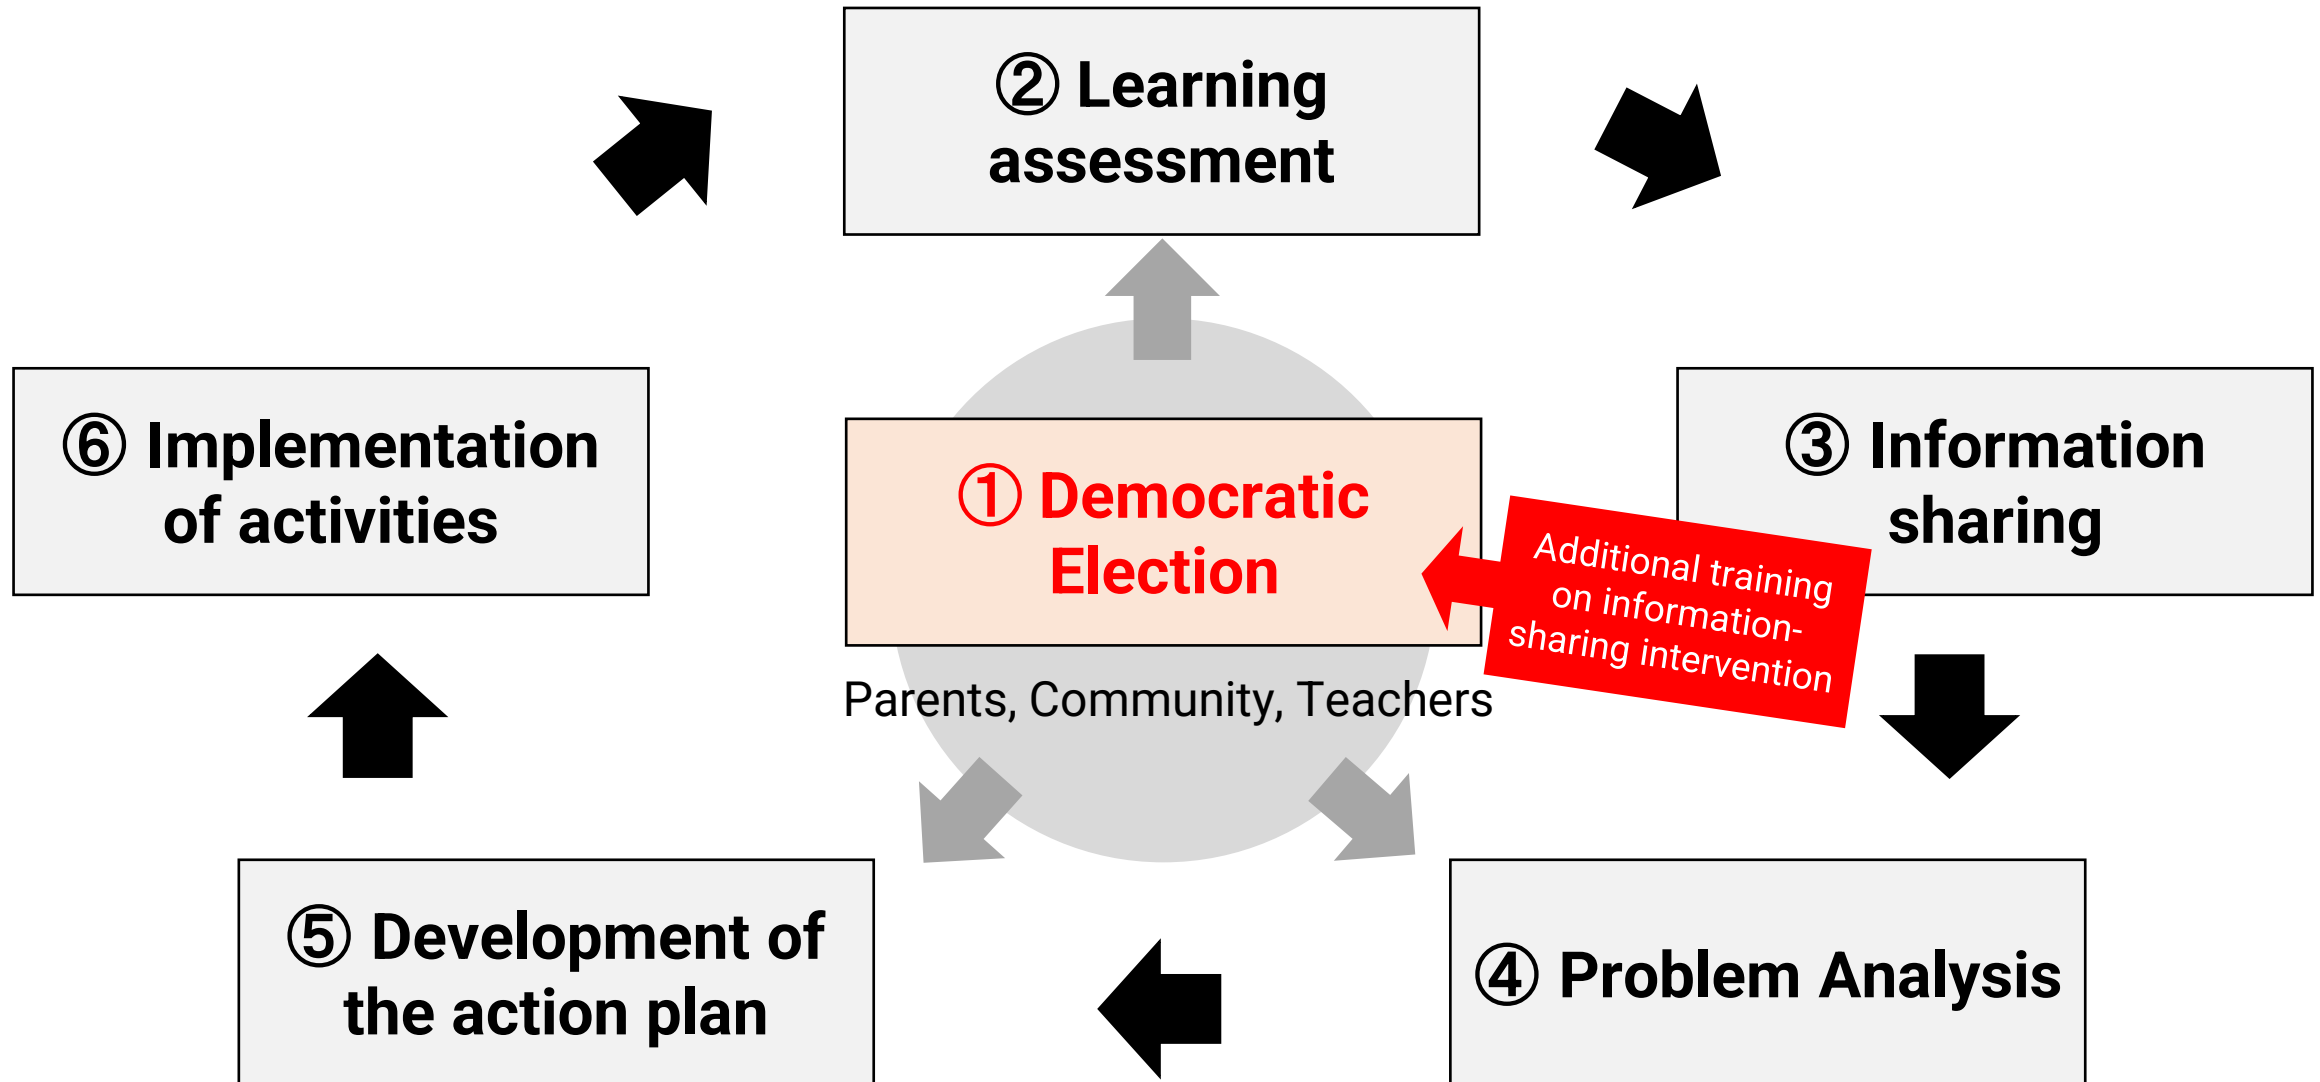 ② Learning
assessment
⑥ Implementation
of activities
① Democratic
Election
③ Information
sharing
Additional training
on information-
sharing intervention
Parents, Community, Teachers
⑤ Development of
the action plan
④ Problem Analysis